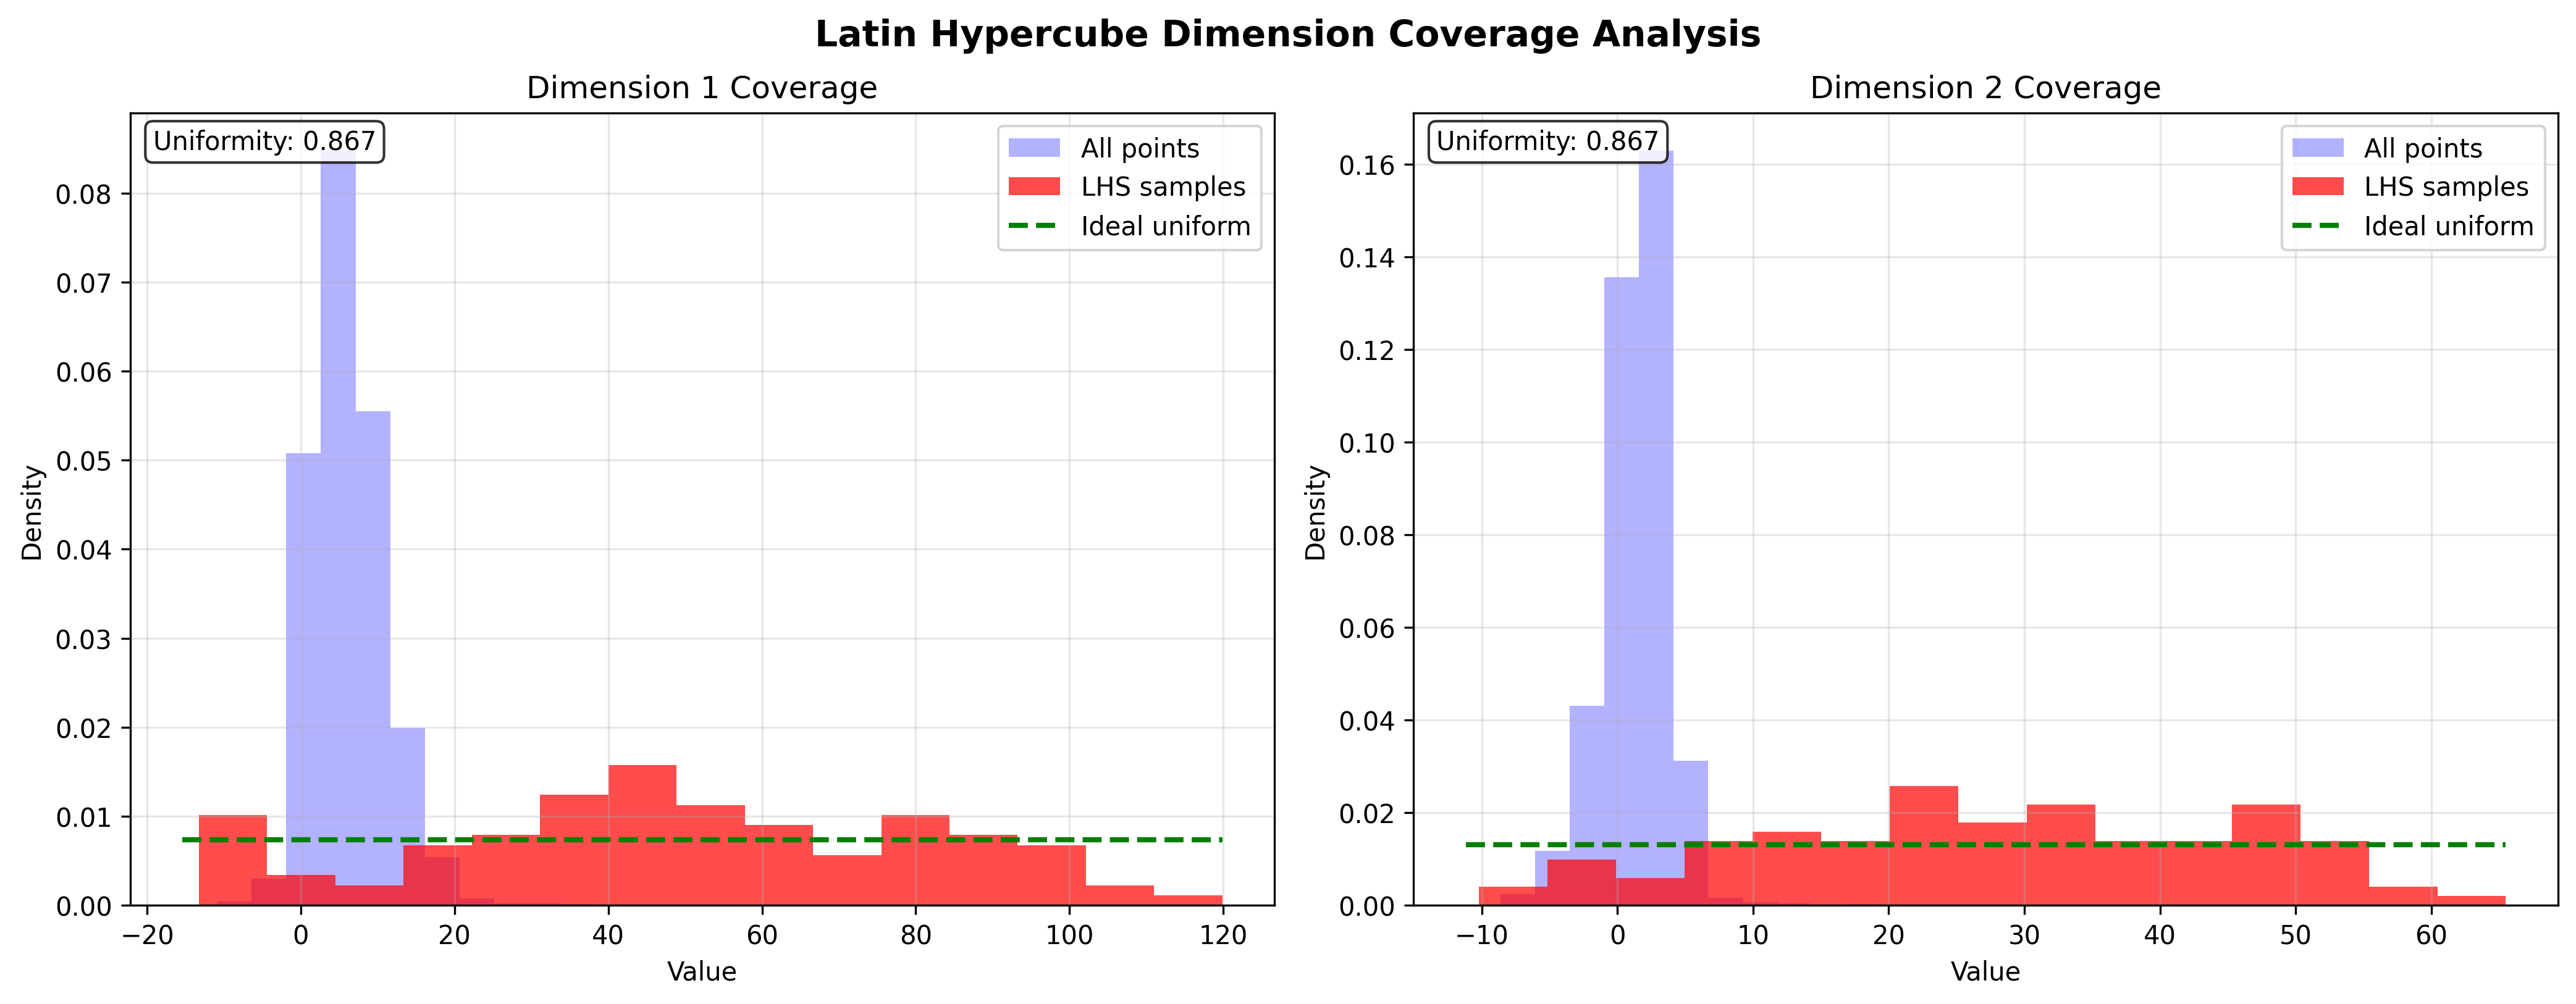 Latin Hypercube Dimension Coverage Analysis
Dimension 1 Coverage
Uniformity: 0.867
All points
LHS samples
Ideal uniform
0.08
0.07
0.06
0.05
0.04
0.03
0.02
0.01
0.00
Density
−20 0 20 40 60 80 100 120
Value
Dimension 2 Coverage
Uniformity: 0.867
All points
LHS samples
Ideal uniform
0.16
0.14
0.12
0.10
0.08
0.06
0.04
0.02
0.00
Density
−10 0 10 20 30 40 50 60
Value